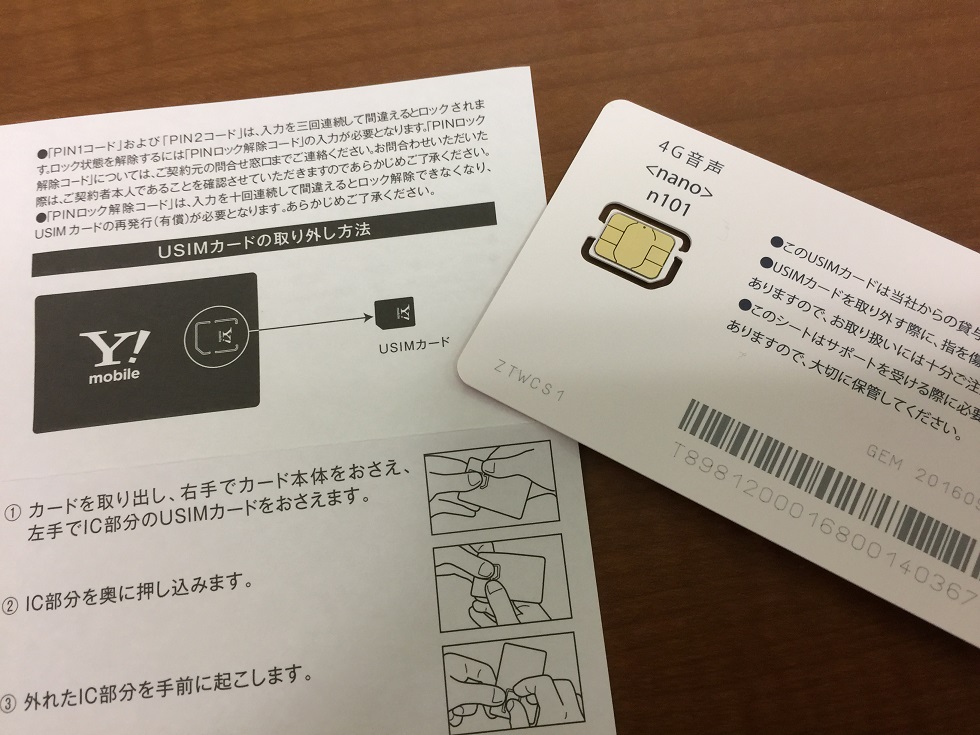 ●「PIN1コード」および「PIN2コード」は、入力を三回連続して間違えるとロックされま
す。ロック状態を解除するには「PINロック解除コード」の入力が必要となります。「PINロック
解除コード」については、ご契約元の問合せ窓口までご連絡ください。お問合わせいただいた
際は、ご契約者本人であることを確認させていただきますのであらかじめご了承ください。
●「PINロック解除コード」は、入力を十回連続して間違えるとロック解除できなくなり、
USIMカードの再発行(有償)が必要となります。あらかじめご了承ください。
USIMカードの取り外し方法
Y!
mobile
Y!
Y!
USIMカード
① カードを取り出し、右手でカード本体をおさえ、
左手でIC部分のUSIMカードをおさえます。
② IC部分を奥に押し込みます。
③ 外れたIC部分を手前に起こします。
4G音声
<nano>
n101
●このUSIMカードは当社からの貸与
●USIMカードを取り外す際に、指を傷
ありますので、お取り扱いには十分で注
●このシートはサポートを受ける際に必要
ありますので、大切に保管してください。
ZTWCS1
GEM 201605
T8981200016800140367